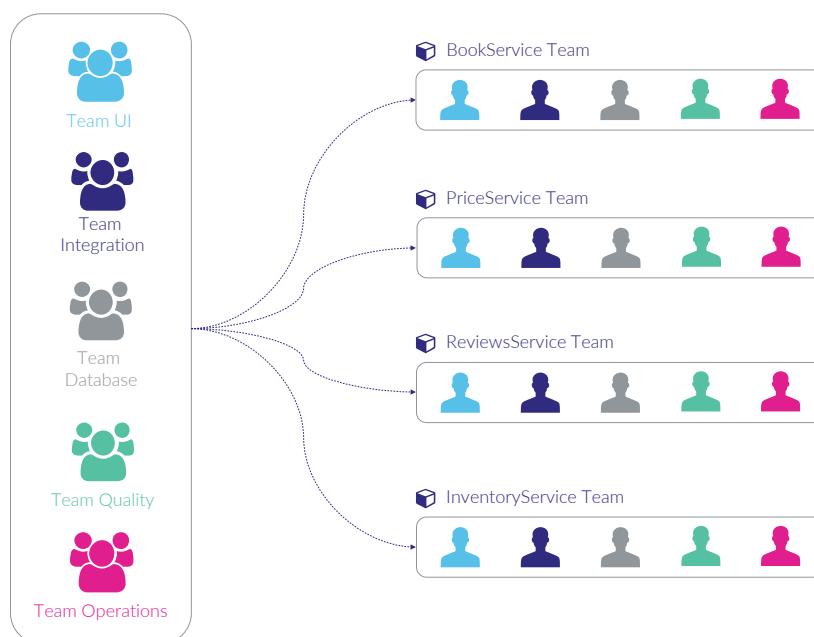 Team UI
Team
Integration
Team
Database
Team Quality
Team Operations
BookService Team
PriceService Team
ReviewsService Team
InventoryService Team